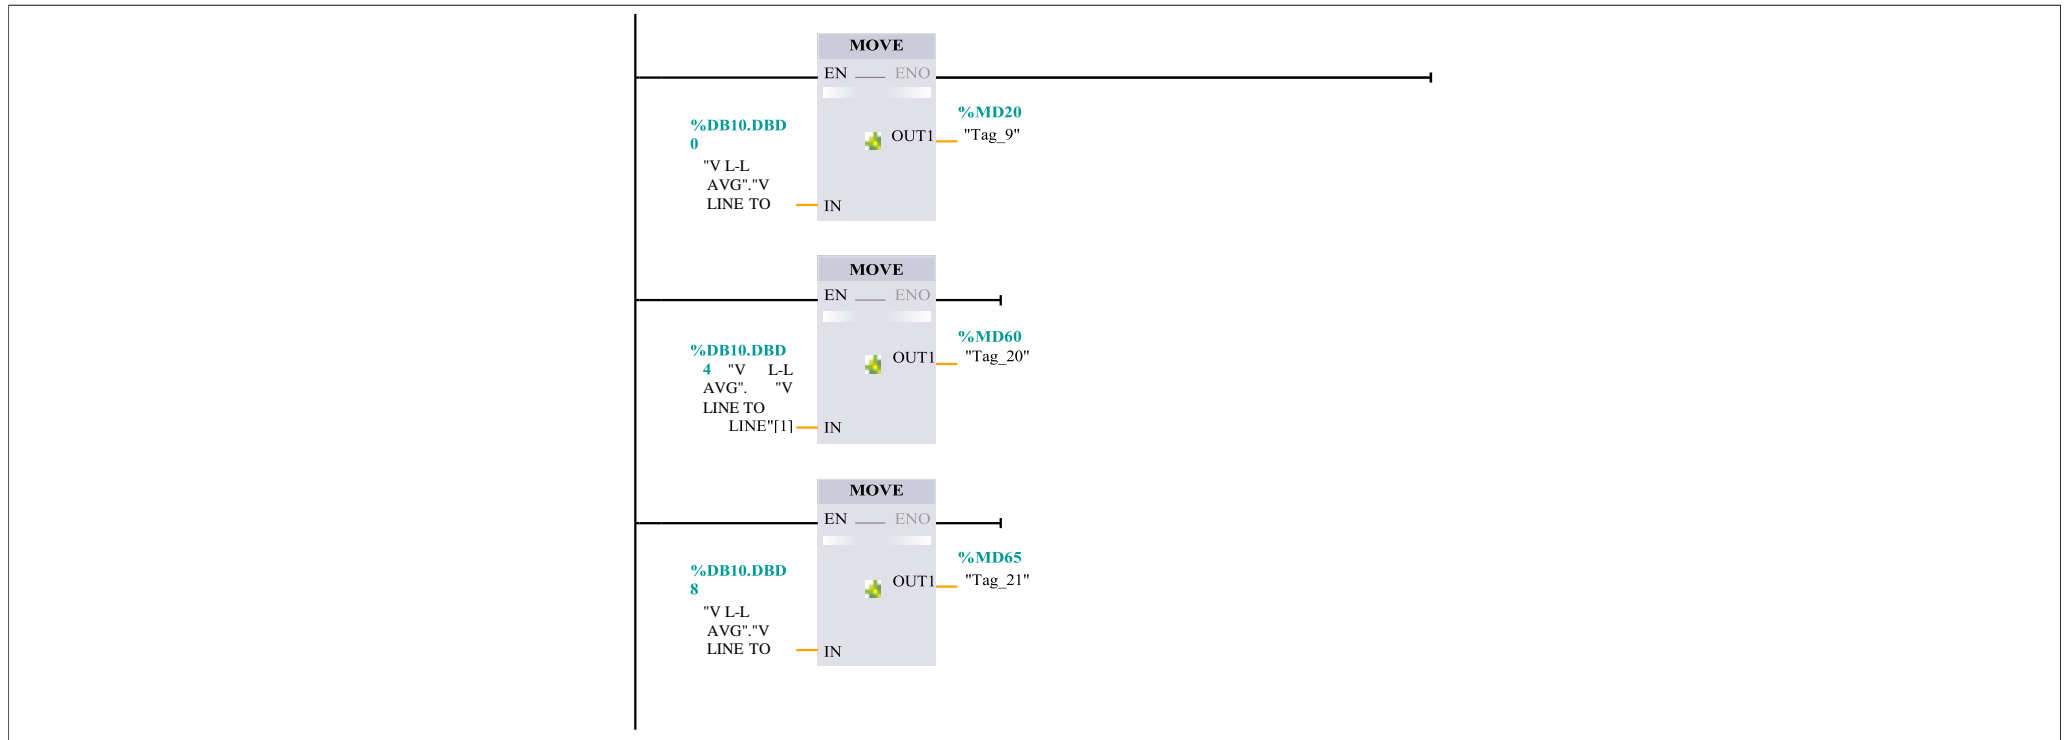 MOVE
EN ENO
%MD20
%DB10.DBD
0
OUT1 "Tag_9"
"V L-L
AVG"."V
LINE TO
IN
MOVE
EN ENO
%MD60
%DB10.DBD
OUT1 "Tag_20"
4 "V L-L
AVG". "V
LINE TO
LINE"[1] IN
MOVE
EN ENO
%MD65
%DB10.DBD
8
OUT1 "Tag_21"
"V L-L
AVG"."V
LINE TO
IN